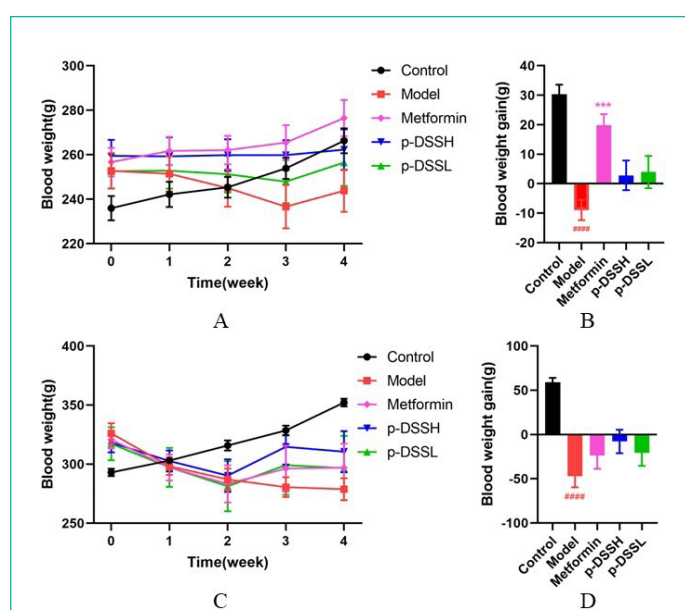 Blood weight(g)
300
280
260
240
220
0 1 2 3 4
Time(week)
Control
Model
Metformin
p-DSSH
p-DSSL
A
Blood weight gain(g)
40
30
20
10
0
-10
-20
***
####
Control
Model
Metformin
p-DSSH
p-DSSL
B
Blood weight(g)
400
350
300
250
0 1 2 3 4
Time(week)
Control
Model
Metformin
p-DSSH
p-DSSL
C
Blood weight gain(g)
100
50
0
-50
-100
####
Control
Model
Metformin
p-DSSH
p-DSSL
D